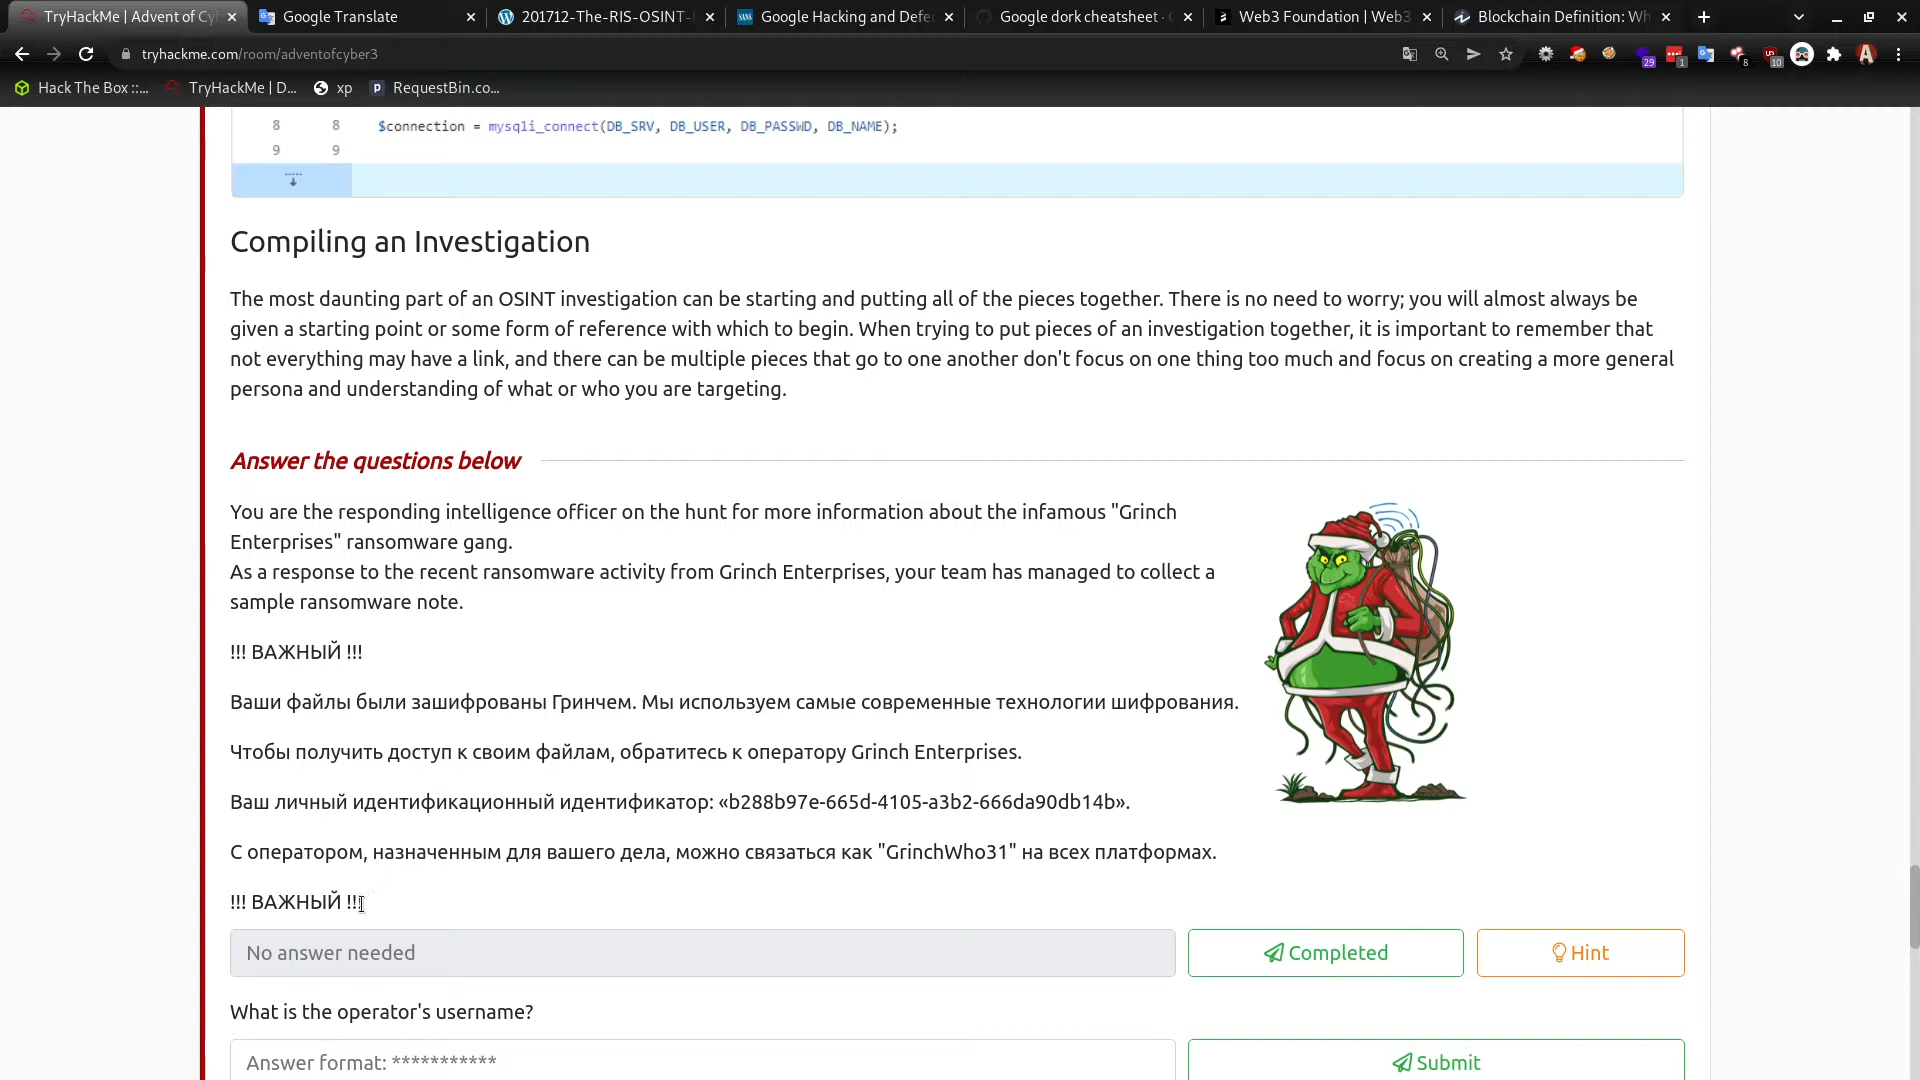 TryHackMe | Advent of Cy
Google Translate
201712-The-RIS-OSINT-
Google Hacking and Defe
Google dork cheatsheet ·
Web3 Foundation | Web3
Blockchain Definition: Wh
tryhackme.com/room/adventofcyber3
29
1
8
10
Hack The Box ::...
TryHackMe | D...
xp
RequestBin.co...
8 8 $connection = mysqli_connect(DB_SRV, DB_USER, DB_PASSWD, DB_NAME);
9 9
Compiling an Investigation
The most daunting part of an OSINT investigation can be starting and putting all of the pieces together. There is no need to worry; you will almost always be
given a starting point or some form of reference with which to begin. When trying to put pieces of an investigation together, it is important to remember that
not everything may have a link, and there can be multiple pieces that go to one another don't focus on one thing too much and focus on creating a more general
persona and understanding of what or who you are targeting.
Answer the questions below
You are the responding intelligence officer on the hunt for more information about the infamous "Grinch
Enterprises" ransomware gang.
As a response to the recent ransomware activity from Grinch Enterprises, your team has managed to collect a
sample ransomware note.
!!! ВАЖНЫЙ !!!
Ваши файлы были зашифрованы Гринчем. Мы используем самые современные технологии шифрования.
Чтобы получить доступ к своим файлам, обратитесь к оператору Grinch Enterprises.
Ваш личный идентификационный идентификатор: «b288b97e-665d-4105-a3b2-666da90db14b».
С оператором, назначенным для вашего дела, можно связаться как "GrinchWho31" на всех платформах.
!!! ВАЖНЫЙ !!!
No answer needed
Completed
Hint
What is the operator's username?
Answer format: ***********
Submit